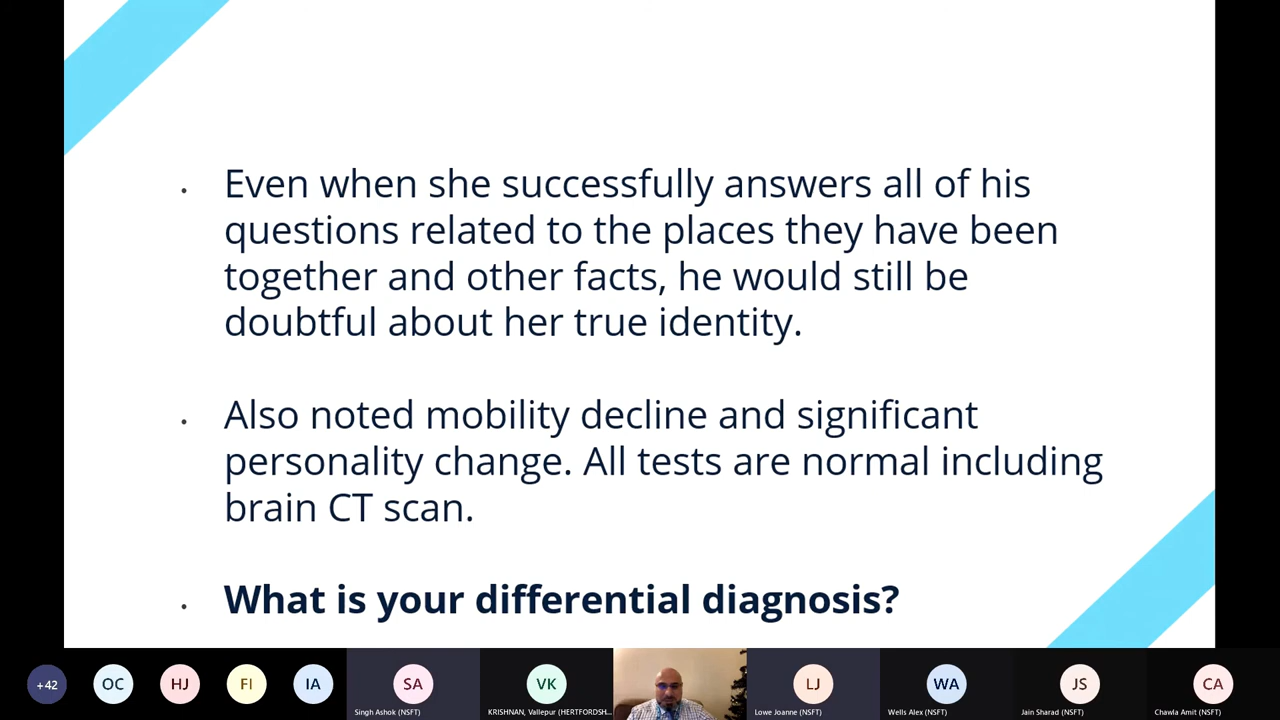 • Even when she successfully answers all of his
questions related to the places they have been
together and other facts, he would still be
doubtful about her true identity.
• Also noted mobility decline and significant
personality change. All tests are normal including
brain CT scan.
• What is your differential diagnosis?
+42 OC HJ FI IA SA VK LJ WA JS CA
Singh Ashok (NSFT) KRISHNAN, Vallepur (HERTFORDSH... Lowe Joanne (NSFT) Wells Alex (NSFT) Jain Sharad (NSFT) Chawla Amit (NSFT)